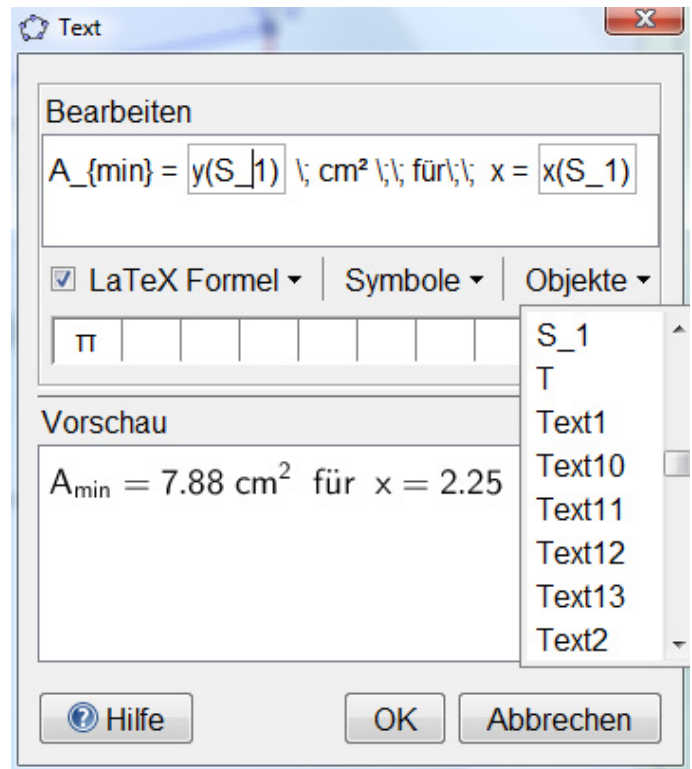 Text
Bearbeiten
A_{min} = y(S_1) \; cm² \;\; für\;\; x = x(S_1)
LaTeX Formel Symbole Objekte
π
S_1
T
Text1
Text10
Text11
Text12
Text13
Text2
Vorschau
A_min = 7.88 cm² für x = 2.25
Hilfe OK Abbrechen